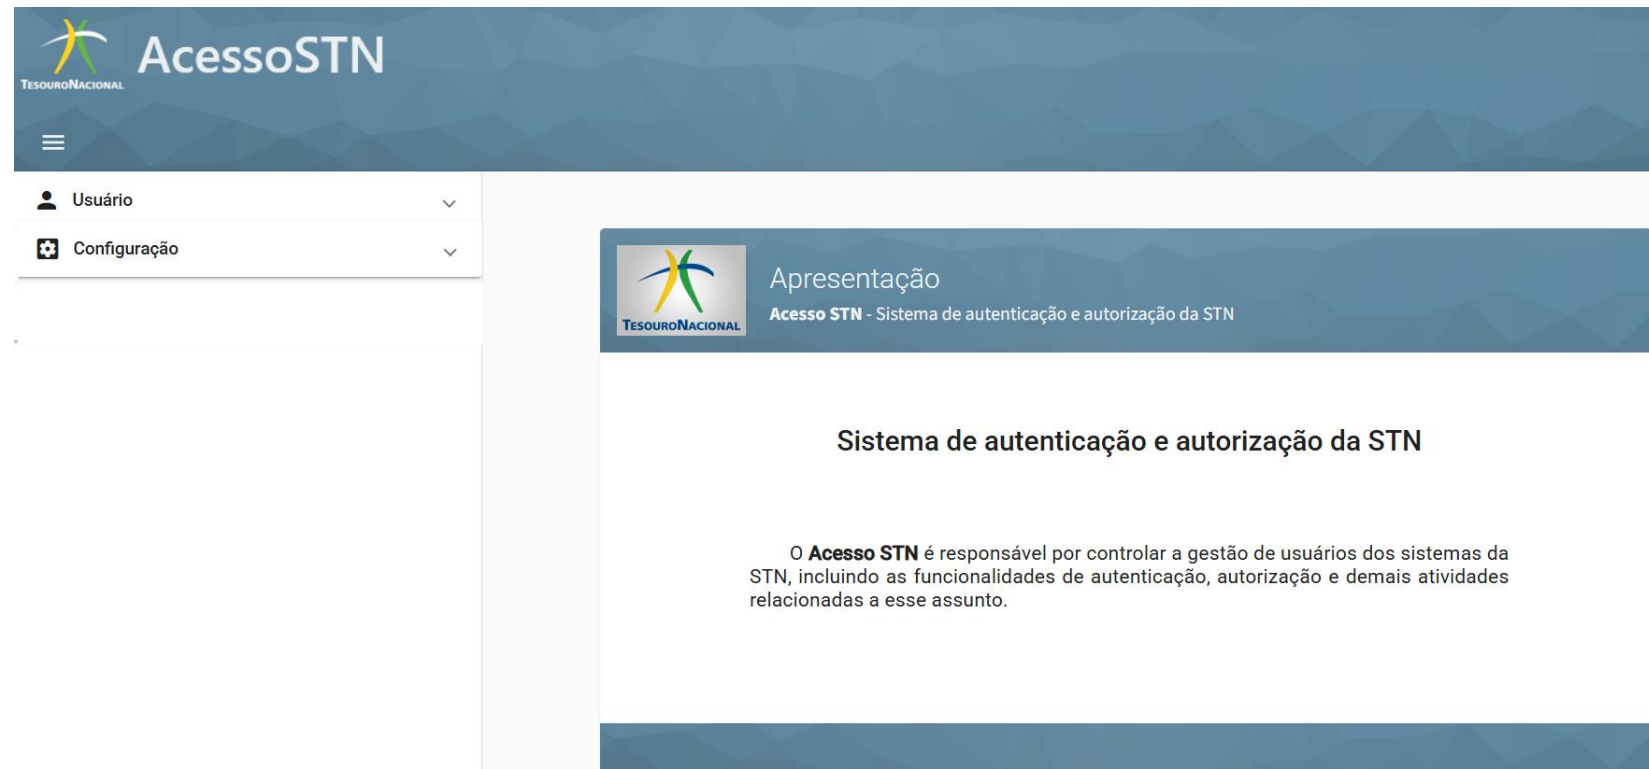 TESOURONACIONAL
AcessoSTN
Usuário
Configuração
TESOURONACIONAL
Apresentação
Acesso STN - Sistema de autenticação e autorização da STN
Sistema de autenticação e autorização da STN
O Acesso STN é responsável por controlar a gestão de usuários dos sistemas da
STN, incluindo as funcionalidades de autenticação, autorização e demais atividades
relacionadas a esse assunto.